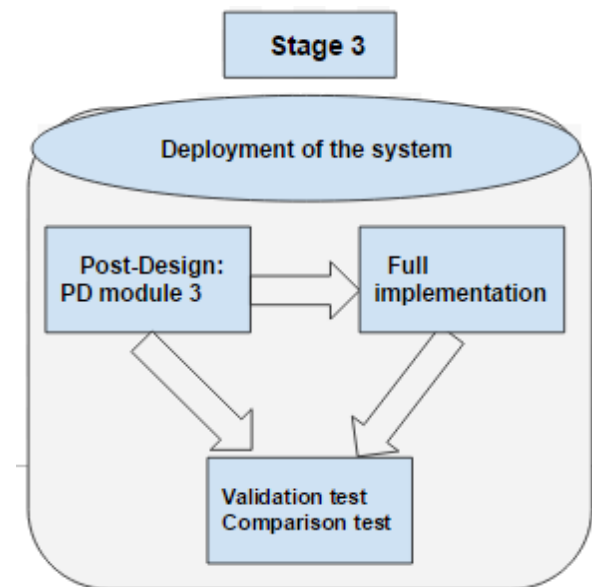 Stage 3
Deployment of the system
Post-Design:
PD module 3
Full
implementation
Validation test
Comparison test